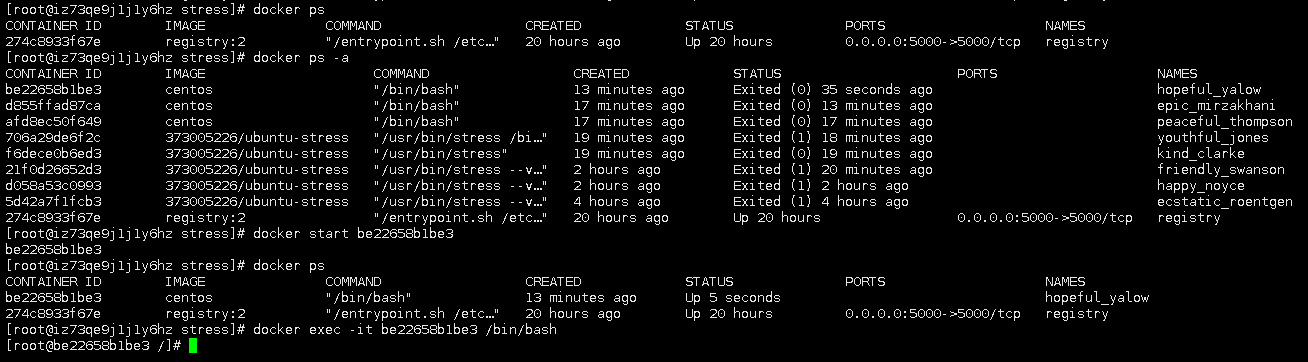 [root@iz73qe9j1j1y6hz stress]# docker ps
CONTAINER ID IMAGE COMMAND CREATED STATUS PORTS NAMES
274c8933f67e registry:2 "/entrypoint.sh /etc…" 20 hours ago Up 20 hours 0.0.0.0:5000->5000/tcp registry
[root@iz73qe9j1j1y6hz stress]# docker ps -a
CONTAINER ID IMAGE COMMAND CREATED STATUS PORTS NAMES
be22658b1be3 centos "/bin/bash" 13 minutes ago Exited (0) 35 seconds ago hopeful_yalow
d855ffad87ca centos "/bin/bash" 17 minutes ago Exited (0) 13 minutes ago epic_mirzakhani
afd8ec50f649 centos "/bin/bash" 17 minutes ago Exited (0) 17 minutes ago peaceful_thompson
706a29de6f2c 373005226/ubuntu-stress "/usr/bin/stress /bi…" 19 minutes ago Exited (1) 18 minutes ago youthful_jones
f6dece0b6ed3 373005226/ubuntu-stress "/usr/bin/stress" 19 minutes ago Exited (0) 19 minutes ago kind_clarke
21f0d26652d3 373005226/ubuntu-stress "/usr/bin/stress --v…" 2 hours ago Exited (1) 20 minutes ago friendly_swanson
d058a53c0993 373005226/ubuntu-stress "/usr/bin/stress --v…" 2 hours ago Exited (1) 2 hours ago happy_noyce
5d42a7f1fcb3 373005226/ubuntu-stress "/usr/bin/stress --v…" 4 hours ago Exited (1) 4 hours ago ecstatic_roentgen
274c8933f67e registry:2 "/entrypoint.sh /etc…" 20 hours ago Up 20 hours 0.0.0.0:5000->5000/tcp registry
[root@iz73qe9j1j1y6hz stress]# docker start be22658b1be3
be22658b1be3
[root@iz73qe9j1j1y6hz stress]# docker ps
CONTAINER ID IMAGE COMMAND CREATED STATUS PORTS NAMES
be22658b1be3 centos "/bin/bash" 13 minutes ago Up 5 seconds hopeful_yalow
274c8933f67e registry:2 "/entrypoint.sh /etc…" 20 hours ago Up 20 hours 0.0.0.0:5000->5000/tcp registry
[root@iz73qe9j1j1y6hz stress]# docker exec -it be22658b1be3 /bin/bash
[root@be22658b1be3 /]#